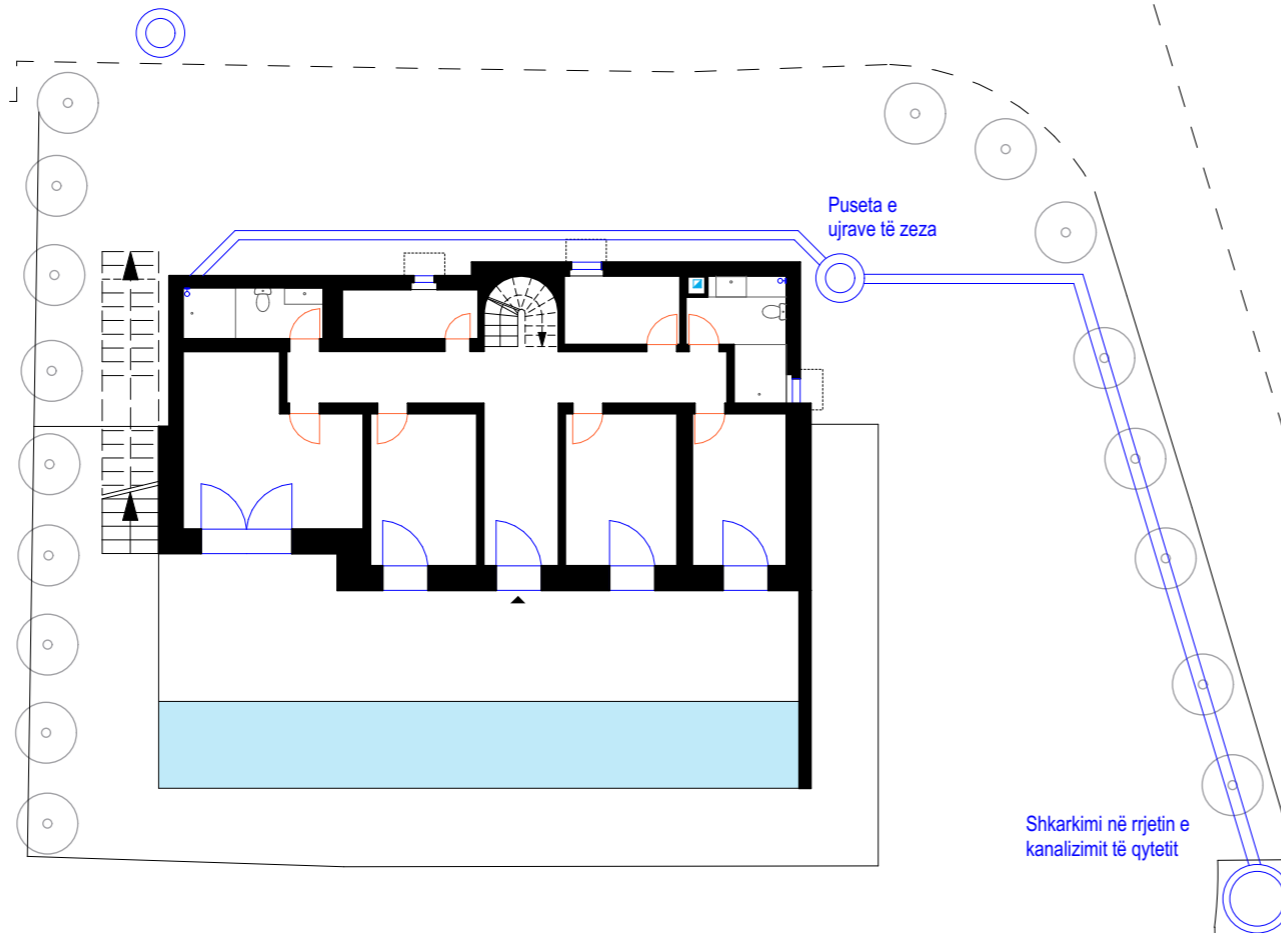 Puseta e
ujrave të zeza
Shkarkimi në rrjetin e
kanalizimit të qytetit